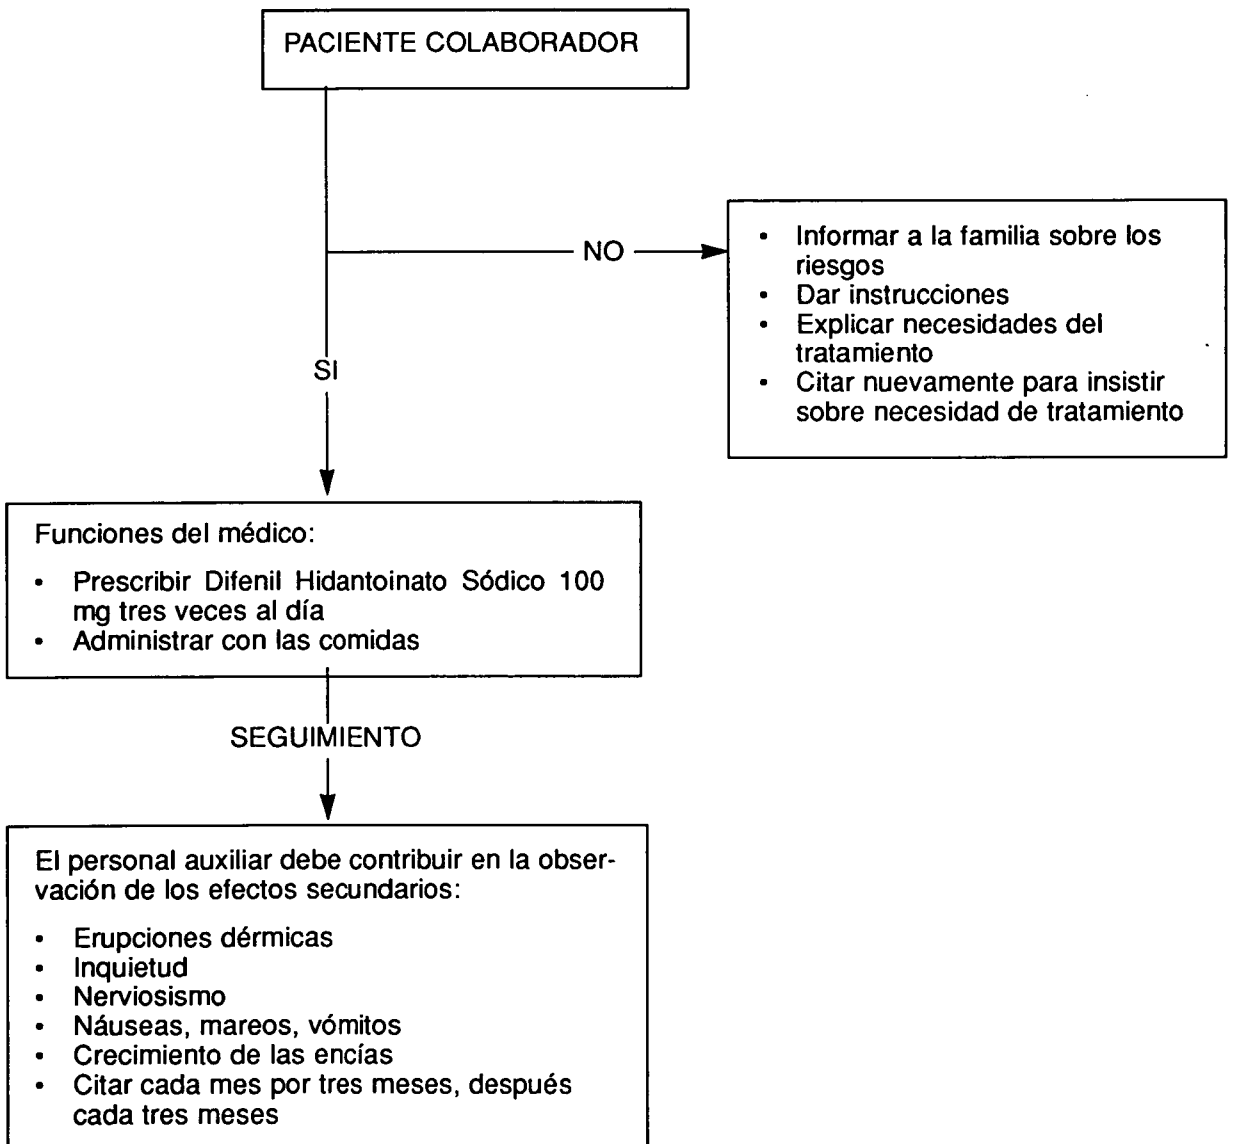 PACIENTE COLABORADOR
NO
• Informar a la familia sobre los
riesgos
• Dar instrucciones
• Explicar necesidades del
tratamiento
• Citar nuevamente para insistir
sobre necesidad de tratamiento
SI
Funciones del médico:
• Prescribir Difenil Hidantoinato Sódico 100
mg tres veces al día
• Administrar con las comidas
SEGUIMIENTO
El personal auxiliar debe contribuir en la obser-
vación de los efectos secundarios:
• Erupciones dérmicas
• Inquietud
• Nerviosismo
• Náuseas, mareos, vómitos
• Crecimiento de las encías
• Citar cada mes por tres meses, después
cada tres meses